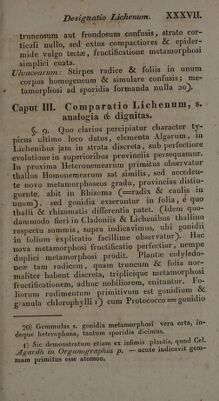 Designatio Lichenum. XXXVII.
truncosum aut frondosum confusis, strato cor-
ticali nullo, sed extus compactiores & epider-
mide vulgo tectæ, fructificatione metamorphosi
simplici enata.
Ulvacearum: Stirpes radice & foliis in unum
corpus homogeneum & simulare confusis; me-
tamorphosi ad sporidia formanda nulla 20).
Caput III. Comparatio Lichenum, s.
analogia & dignitas.
§. 9. Quo clarius percipiatur character ty-
picus ultimo loco datus, elementa Algarum, in
Lichenibus jam in strata discreta, sub perfectiore
evolutione in superioribus provinciis persequamur.
In proxima Heteronemearum primitus observatur
thallus Homonemearum sat similis, sed acceden-
te novo metamorphoseos gradu, provincias distin-
guente, abit in Rhizema (=radix & caulis in
unum), sed gonidia exseruntur in folia, e quo
thalli & rhizomatis differentia patet. (Idem quo-
dammodo fieri in Cladoniis & Lichenibus thallino
respectu summis, supra indicavimus, ubi gonidia
in folium explicato facillime observatur). Hac
nova metamorphosi fructificatio perfectior, nempe
duplici metamorphosi prodit. Plantæ cotyledo-
neæ tam radicem, quam truncum & folia nor-
maliter habent discreta, triplicique metamorphosi
fructificationem, adhuc nobiliorem, enituntur. Fo-
liorum rudimentum primitivum est gonidium &
granula chlorophylli 1) cum Protococco = gonidio
20) Gemmulas s. gonidia metamorphosi vera orta, in-
deque heterophana, tantum sporidia dicimus.
1) Sic demonstratum etiam ex infimis plantis, quod Cel.
Agardh in Organographia p. — acute indicavit gem-
mam primitus esse atomon.